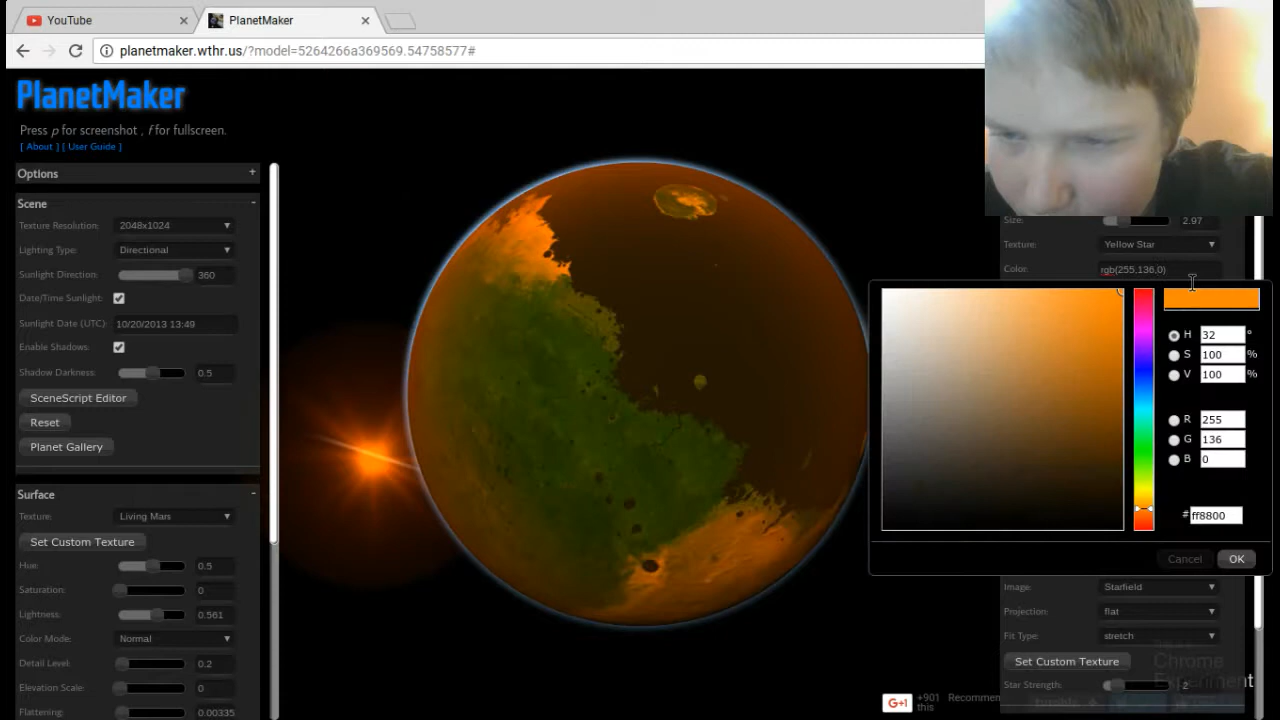 YouTube
PlanetMaker
planetmaker.wthr.us/?model=5264266a369569.54758577#
PlanetMaker
Press p for screenshot , f for fullscreen.
[ About ] [ User Guide ]
Options +
Scene -
Texture Resolution: 2048x1024
Lighting Type: Directional
Sunlight Direction: 360
Date/Time Sunlight:
Sunlight Date (UTC): 10/20/2013 13:49
Enable Shadows:
Shadow Darkness: 0.5
SceneScript Editor
Reset
Planet Gallery
Surface -
Texture: Living Mars
Set Custom Texture
Hue: 0.5
Saturation: 0
Lightness: 0.561
Color Mode: Normal
Detail Level: 0.2
Elevation Scale: 0
Flattening: 0.00335
Size: 2.97
Texture: Yellow Star
Color: rgb(255,136,0)
H 32 °
S 100 %
V 100 %
R 255
G 136
B 0
# ff8800
Cancel OK
Image: Starfield
Projection: flat
Fit Type: stretch
Set Custom Texture
Star Strength: 2
Chrome
Experiment
G+1 +901 Recommen
this